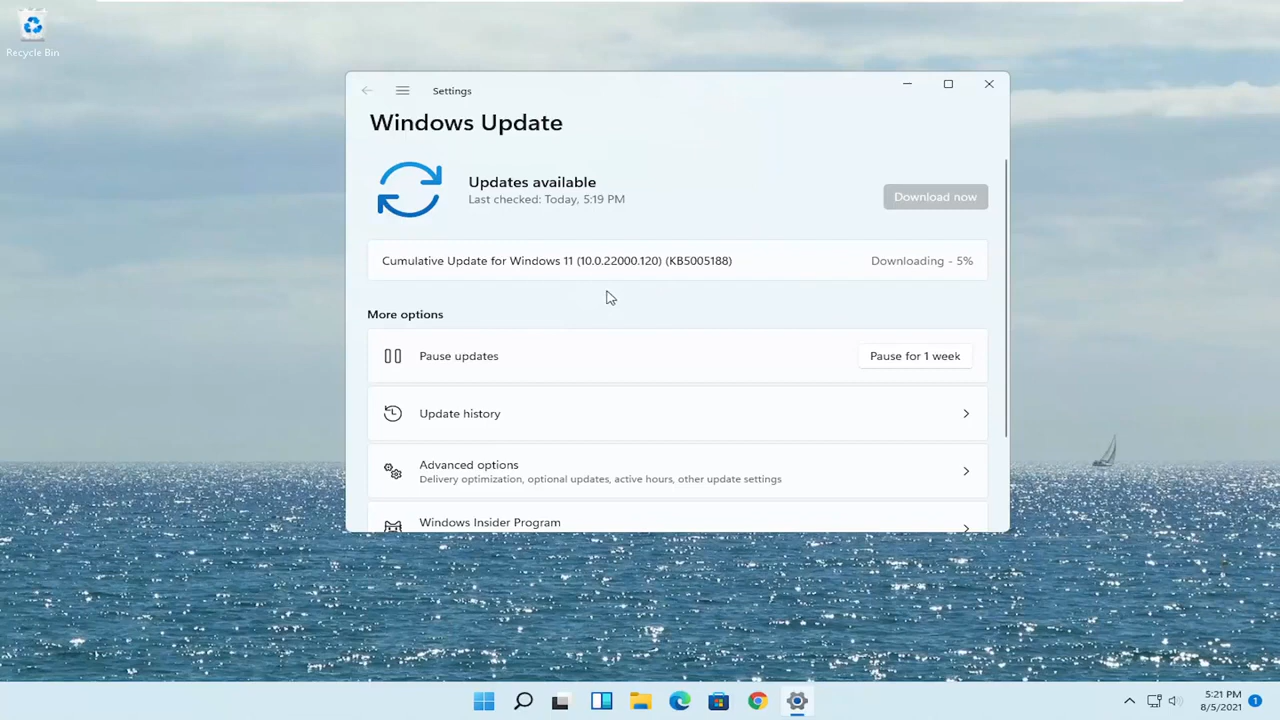 Recycle Bin
Settings
Windows Update
Updates available
Last checked: Today, 5:19 PM
Download now
Cumulative Update for Windows 11 (10.0.22000.120) (KB5005188)
Downloading - 5%
More options
Pause updates
Pause for 1 week
Update history
Advanced options
Delivery optimization, optional updates, active hours, other update settings
Windows Insider Program
5:21 PM
8/5/2021
1